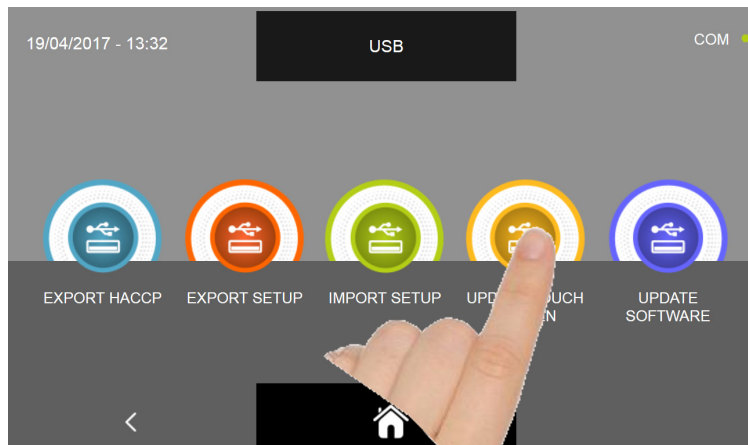 19/04/2017 - 13:32
USB
COM
EXPORT HACCP
EXPORT SETUP
IMPORT SETUP
UPDATE
SOFTWARE